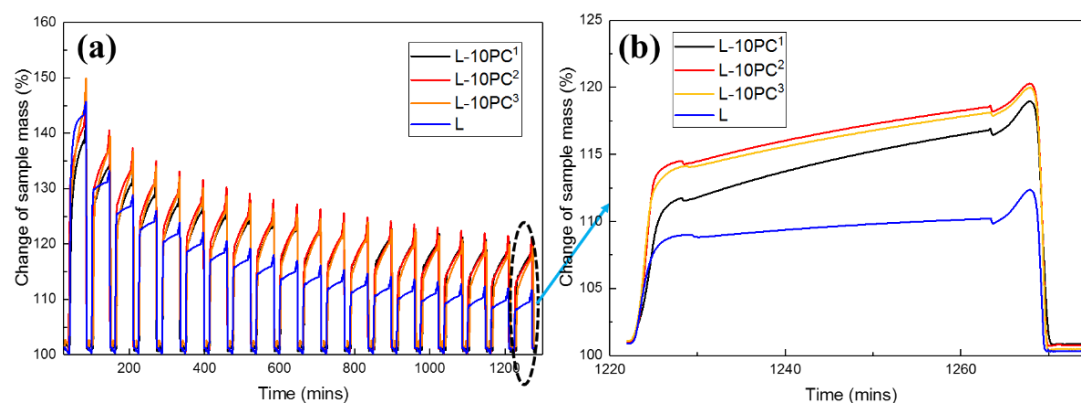 (a)
Change of sample mass (%)
160
150
140
130
120
110
100
200
400
600
800
1000
1200
Time (mins)
L-10PC¹
L-10PC²
L-10PC³
L
(b)
Change of sample mass (%)
125
120
115
110
105
100
1220
1240
1260
Time (mins)
L-10PC¹
L-10PC²
L-10PC³
L